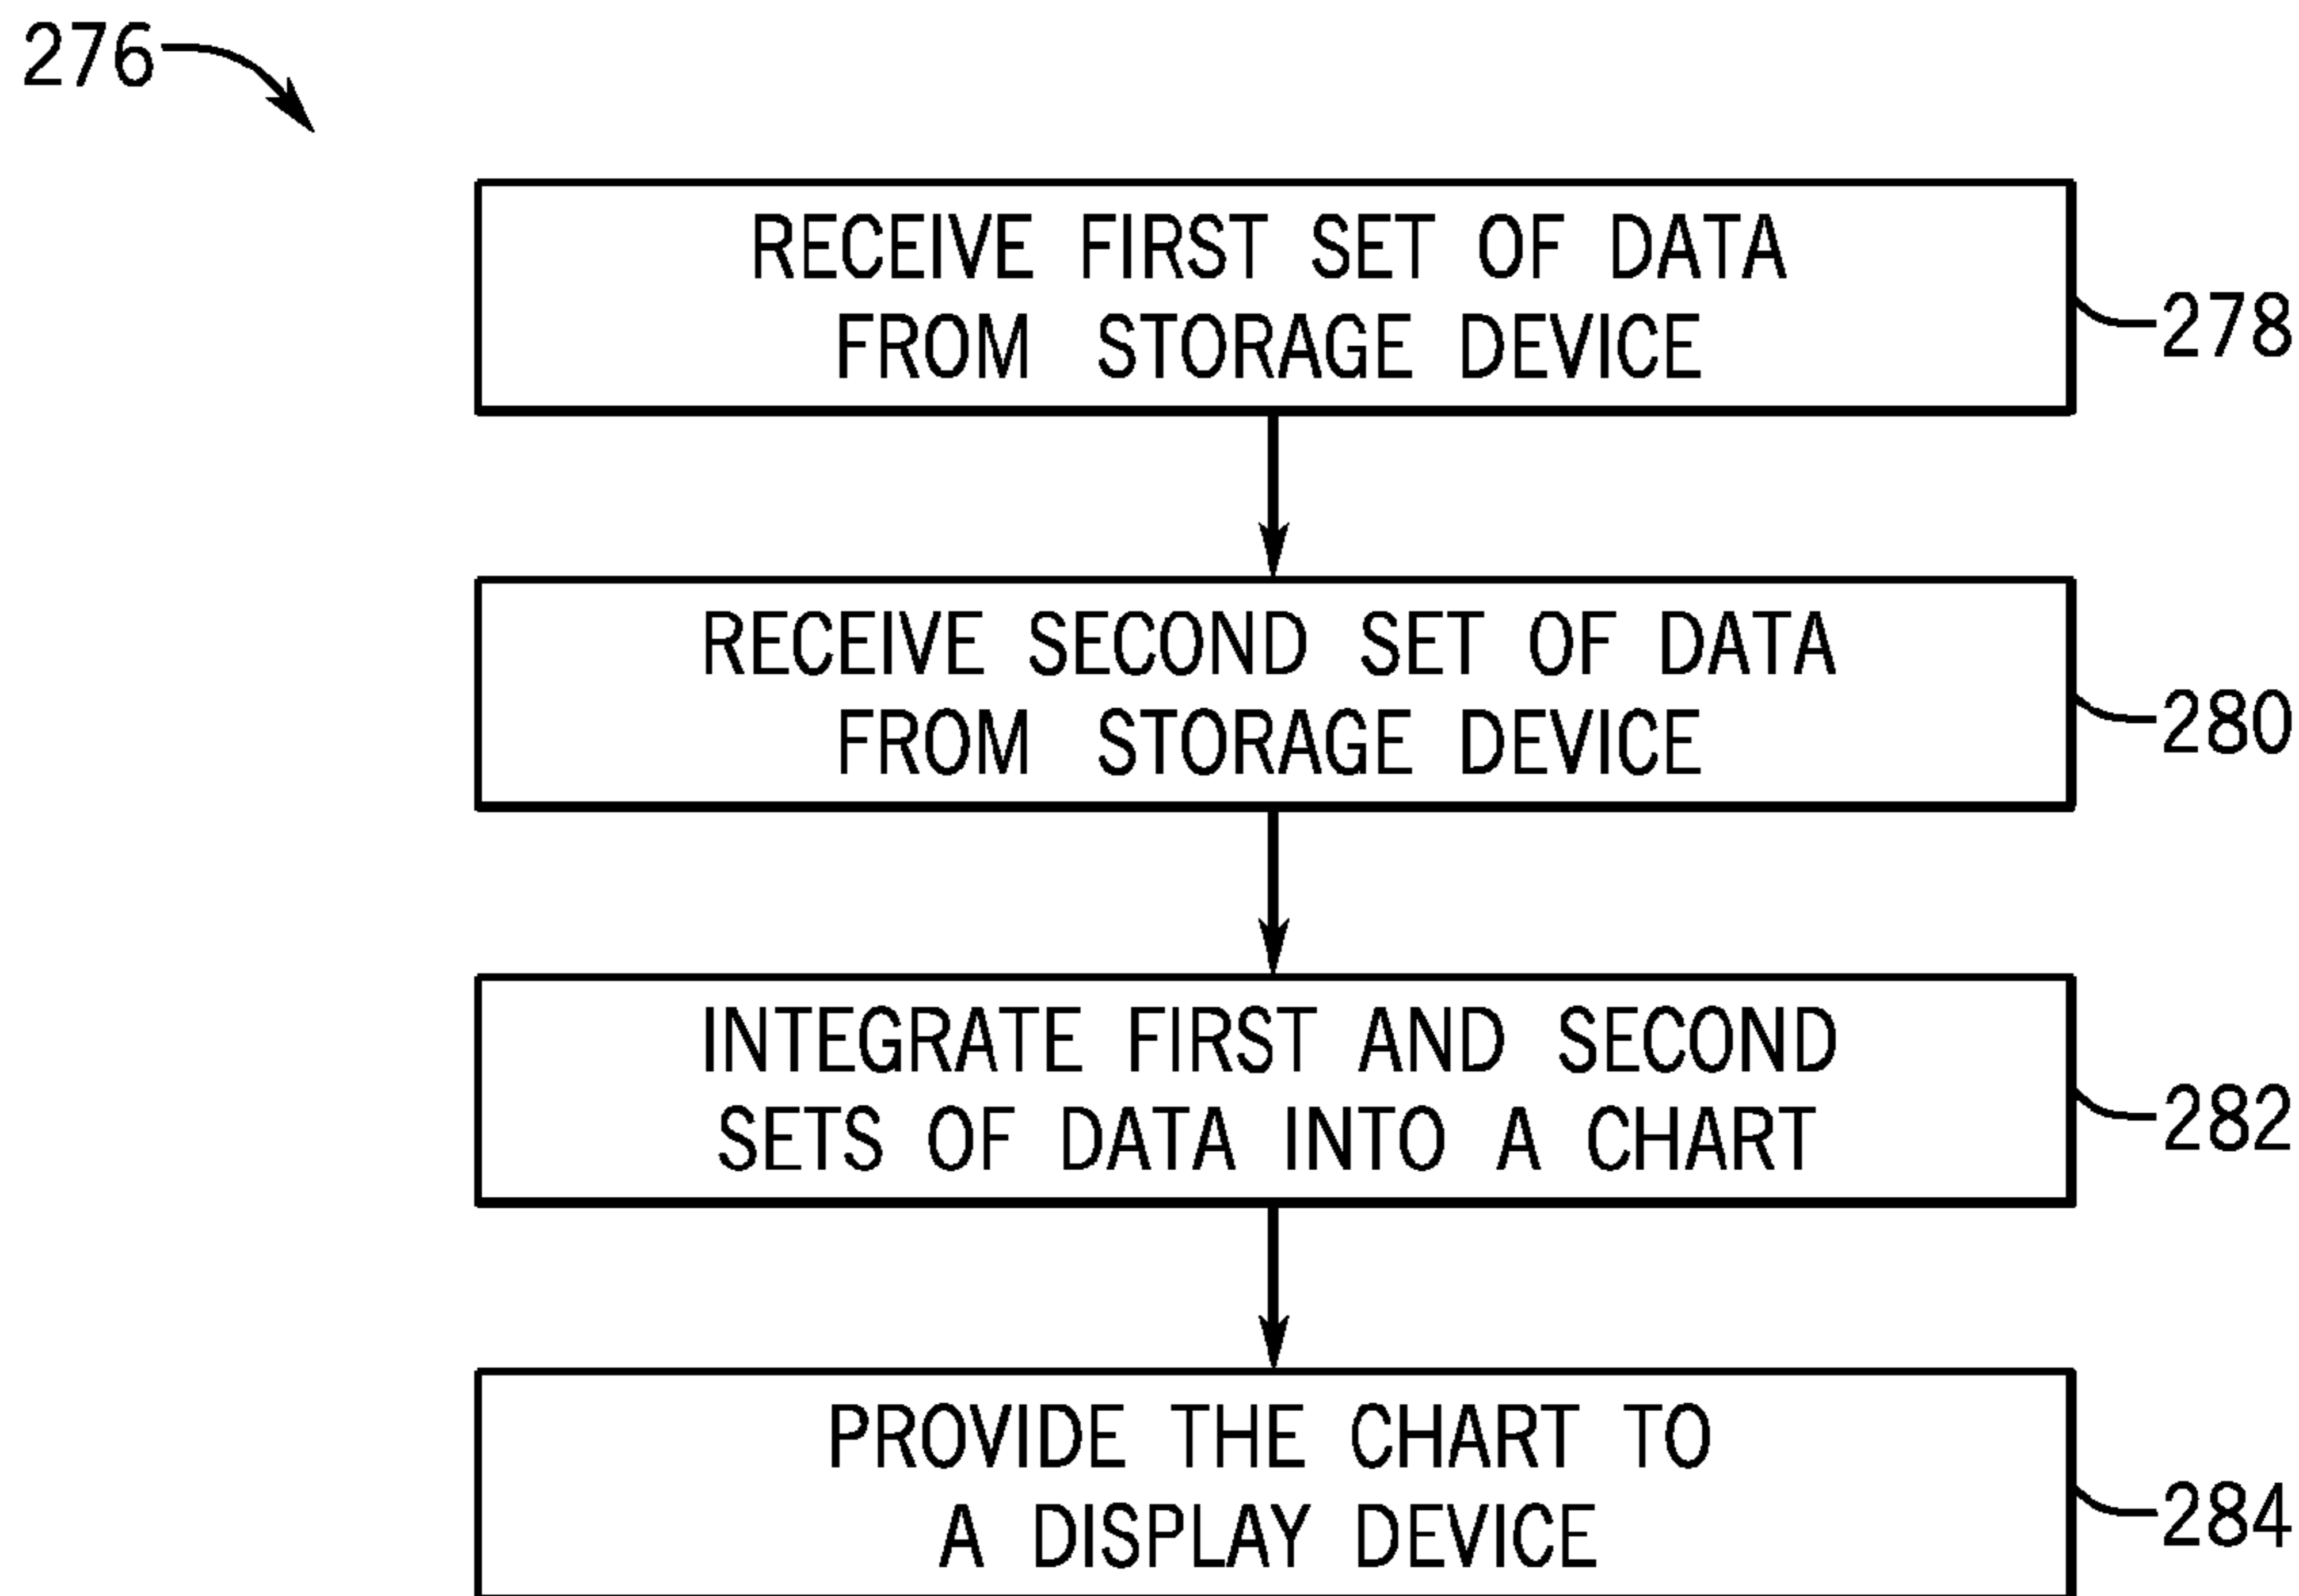 276
RECEIVE FIRST SET OF DATA
FROM STORAGE DEVICE
278
RECEIVE SECOND SET OF DATA
FROM STORAGE DEVICE
280
INTEGRATE FIRST AND SECOND
SETS OF DATA INTO A CHART
282
PROVIDE THE CHART TO
A DISPLAY DEVICE
284